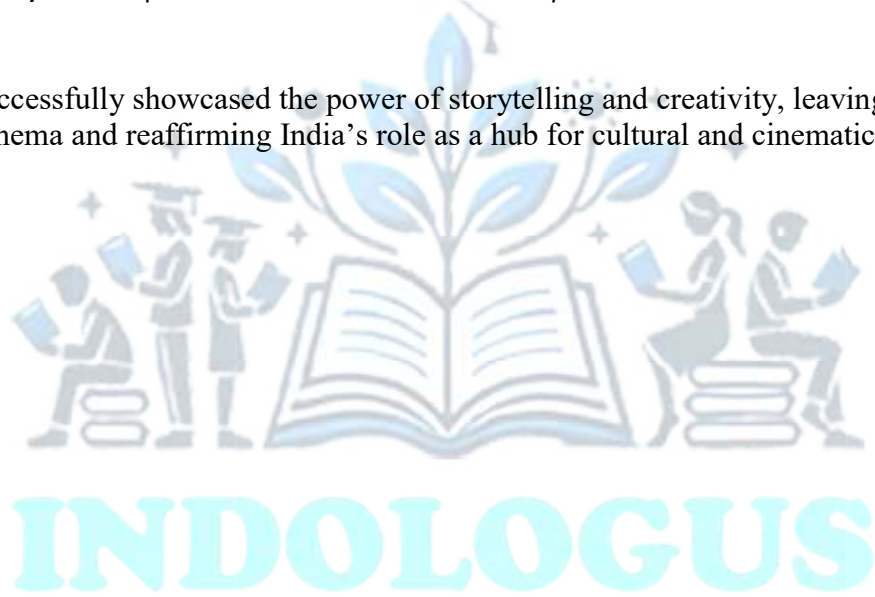 ccessfully showcased the power of storytelling and creativity, leaving
nema and reaffirming India’s role as a hub for cultural and cinematic
INDOLOGUS